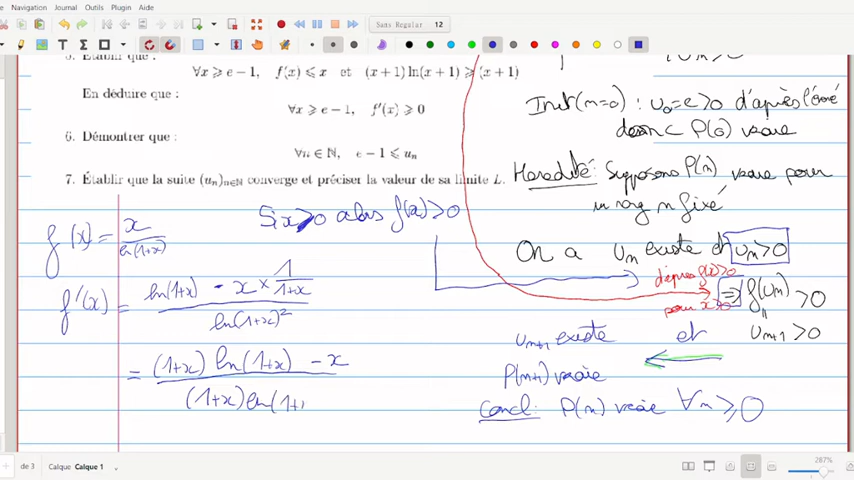 Navigation Journal Outils Plugin Aide
Sans Regular 12
∀x ⩾ e − 1, f(x) ⩽ x et (x + 1) ln(x + 1) ⩾ (x + 1)
En déduire que :
∀x ⩾ e − 1, f'(x) ⩾ 0
6. Démontrer que :
∀n ∈ ℕ, e − 1 ⩽ uₙ
7. Établir que la suite (uₙ)ₙ∈ℕ converge et préciser la valeur de sa limite L.
Si x>0 alors f(x)>0
f(x) = x / ln(1+x)
f'(x) = (ln(1+x) − x × 1/(1+x)) / ln(1+x)²
= ((1+x) ln(1+x) − x) / (1+x)ln(1+
Init(n=0) : u₀=e>0 d'après l'énoncé
donc P(0) vraie
Heredité : Supposons P(n) vraie pour
un rang n fixé
On a uₙ existe et uₙ>0
d'après f(x)>0
pour x>0
⇒ f(uₙ) >0
uₙ₊₁ existe et uₙ₊₁ >0
P(n+1) vraie
Concl: P(n) vraie ∀n ⩾ 0
de 3 Calque Calque 1 287%